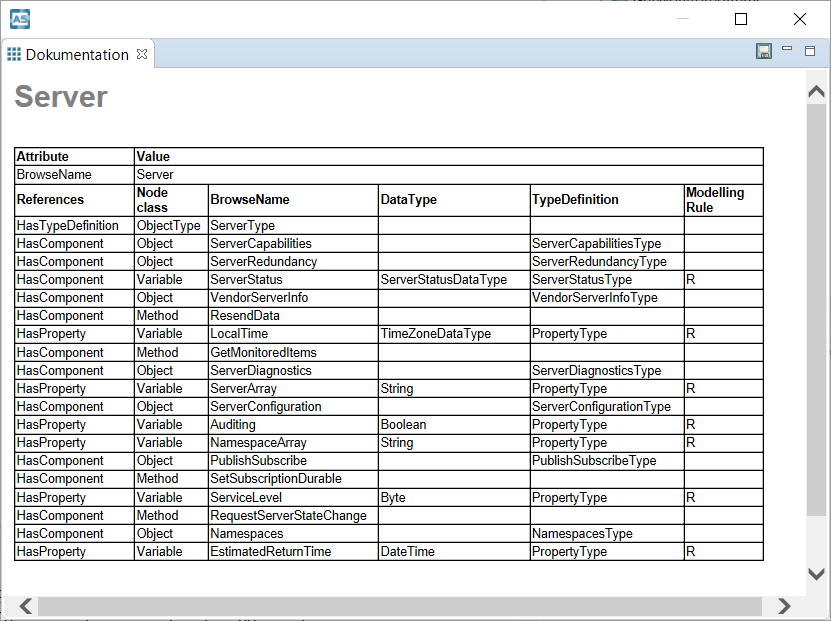 AS
Dokumentation
Server
Attribute Value
BrowseName Server
References Node class BrowseName DataType TypeDefinition Modelling Rule
HasTypeDefinition ObjectType ServerType
HasComponent Object ServerCapabilities ServerCapabilitiesType
HasComponent Object ServerRedundancy ServerRedundancyType
HasComponent Variable ServerStatus ServerStatusDataType ServerStatusType R
HasComponent Object VendorServerInfo VendorServerInfoType
HasComponent Method ResendData
HasProperty Variable LocalTime TimeZoneDataType PropertyType R
HasComponent Method GetMonitoredItems
HasComponent Object ServerDiagnostics ServerDiagnosticsType
HasProperty Variable ServerArray String PropertyType R
HasComponent Object ServerConfiguration ServerConfigurationType
HasProperty Variable Auditing Boolean PropertyType R
HasProperty Variable NamespaceArray String PropertyType R
HasComponent Object PublishSubscribe PublishSubscribeType
HasComponent Method SetSubscriptionDurable
HasProperty Variable ServiceLevel Byte PropertyType R
HasComponent Method RequestServerStateChange
HasComponent Object Namespaces NamespacesType
HasProperty Variable EstimatedReturnTime DateTime PropertyType R